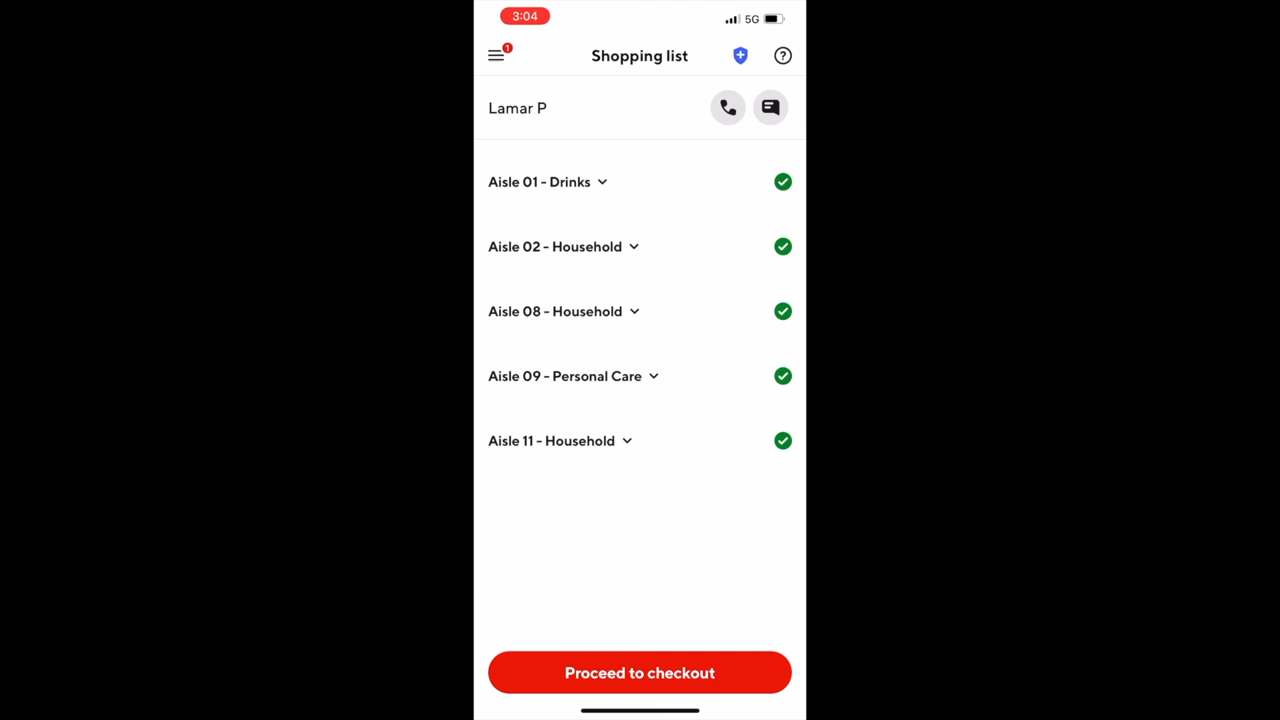 3:04
5G
1
Shopping list
?
Lamar P
Aisle 01 - Drinks
Aisle 02 - Household
Aisle 08 - Household
Aisle 09 - Personal Care
Aisle 11 - Household
Proceed to checkout